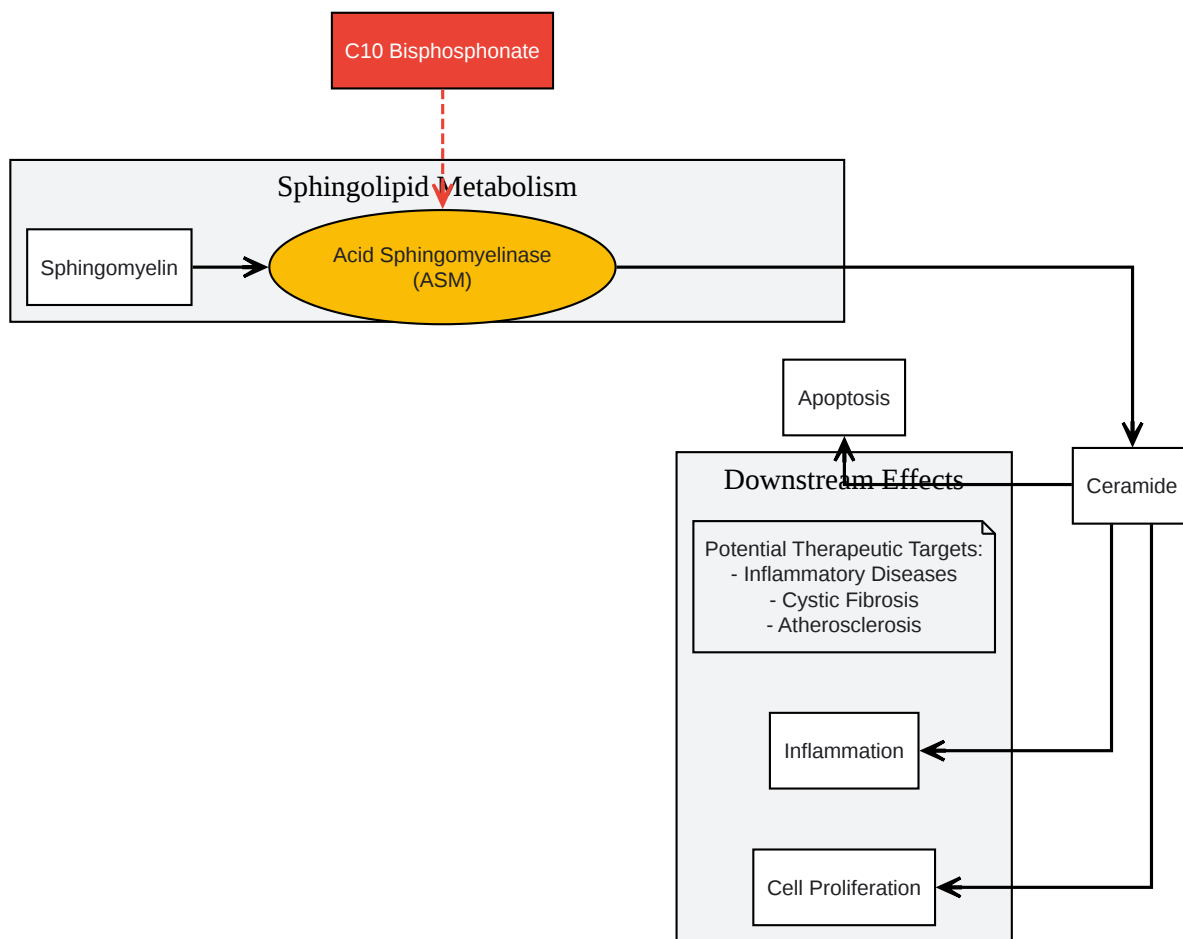 C10 Bisphosphonate
Sphingolipid Metabolism
Sphingomyelin
Acid Sphingomyelinase
(ASM)
Apoptosis
Downstream Effects
Ceramide
Potential Therapeutic Targets:
- Inflammatory Diseases
- Cystic Fibrosis
- Atherosclerosis
Inflammation
Cell Proliferation